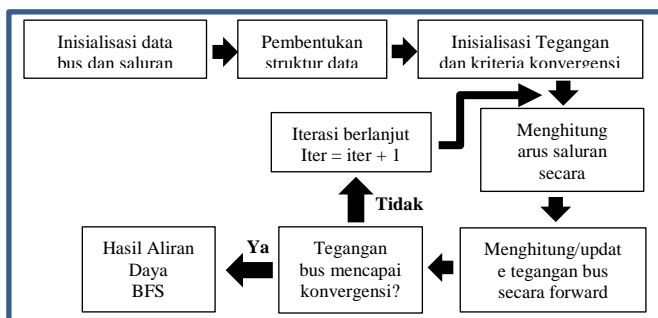 Inisialisasi data
bus dan saluran
Pembentukan
struktur data
Inisialisasi Tegangan
dan kriteria konvergensi
Iterasi berlanjut
Iter = iter + 1
Menghitung
arus saluran
secara
Tidak
Hasil Aliran
Daya
BFS
Ya
Tegangan
bus mencapai
konvergensi?
Menghitung/updat
e tegangan bus
secara forward